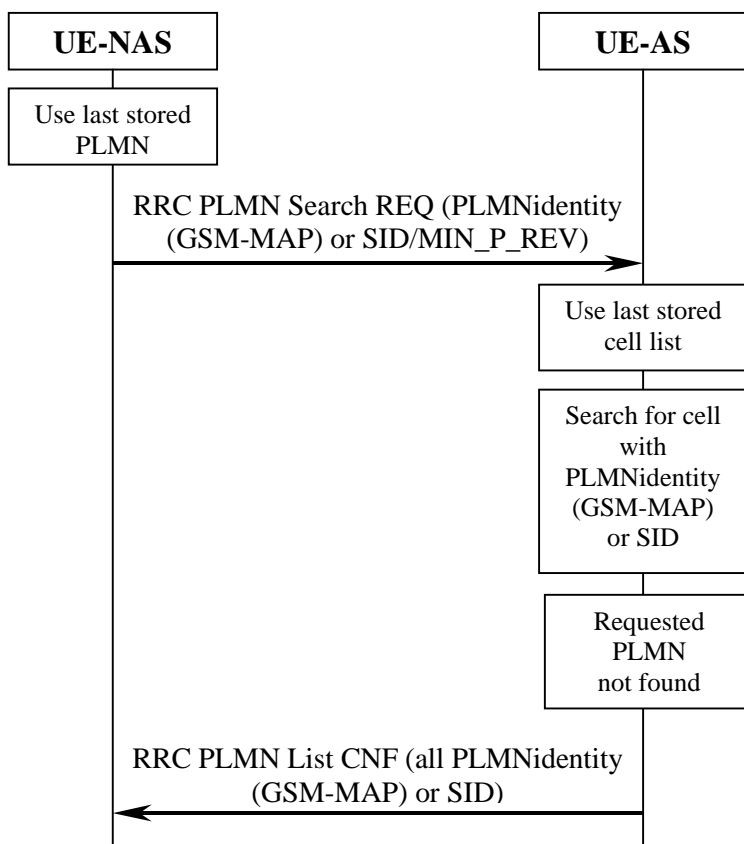 UE-NAS
UE-AS
Use last stored
PLMN
RRC PLMN Search REQ (PLMNidentity
(GSM-MAP) or SID/MIN_P_REV)
Use last stored
cell list
Search for cell
with
PLMNidentity
(GSM-MAP)
or SID
Requested
PLMN
not found
RRC PLMN List CNF (all PLMNidentity
(GSM-MAP) or SID)